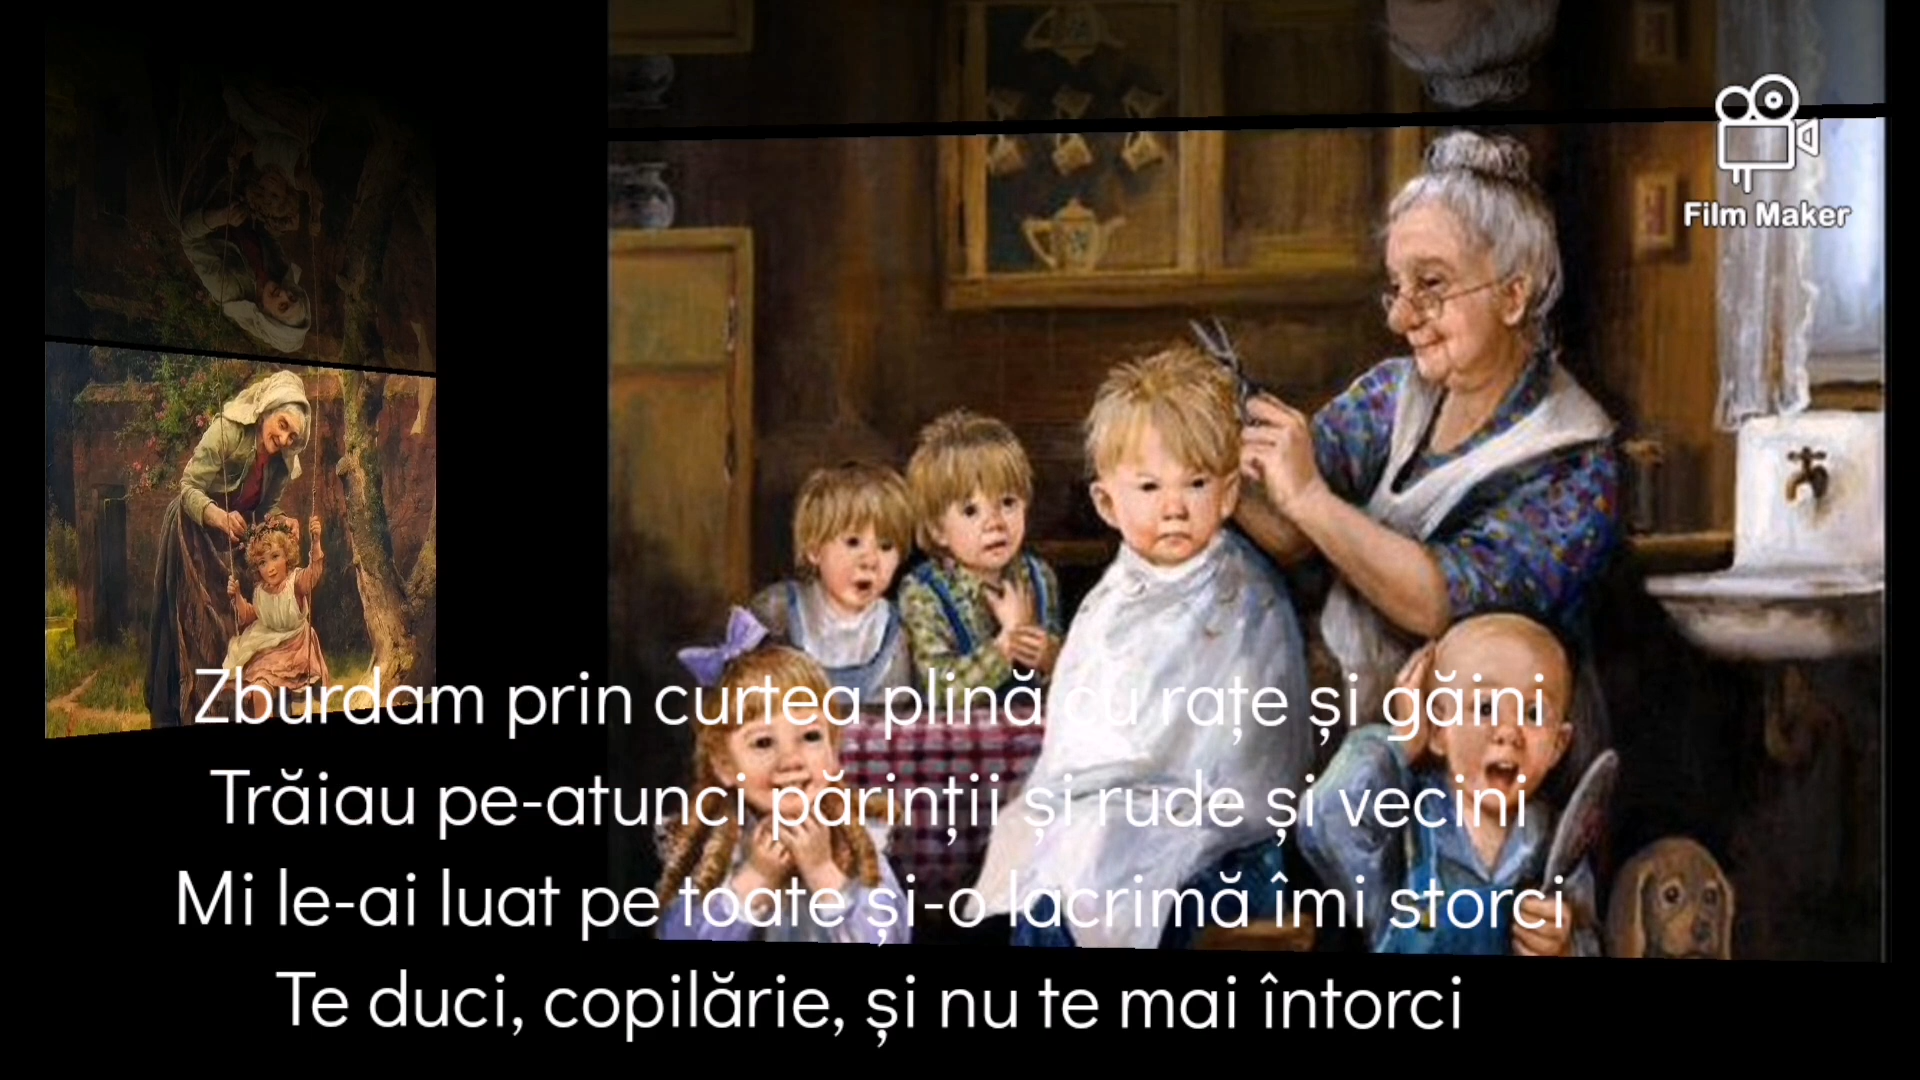 Film Maker
Zburdam prin curtea plină cu rațe și găini
Trăiau pe-atunci părinții și rude și vecini
Mi le-ai luat pe toate și-o lacrimă îmi storci
Te duci, copilărie, și nu te mai întorci